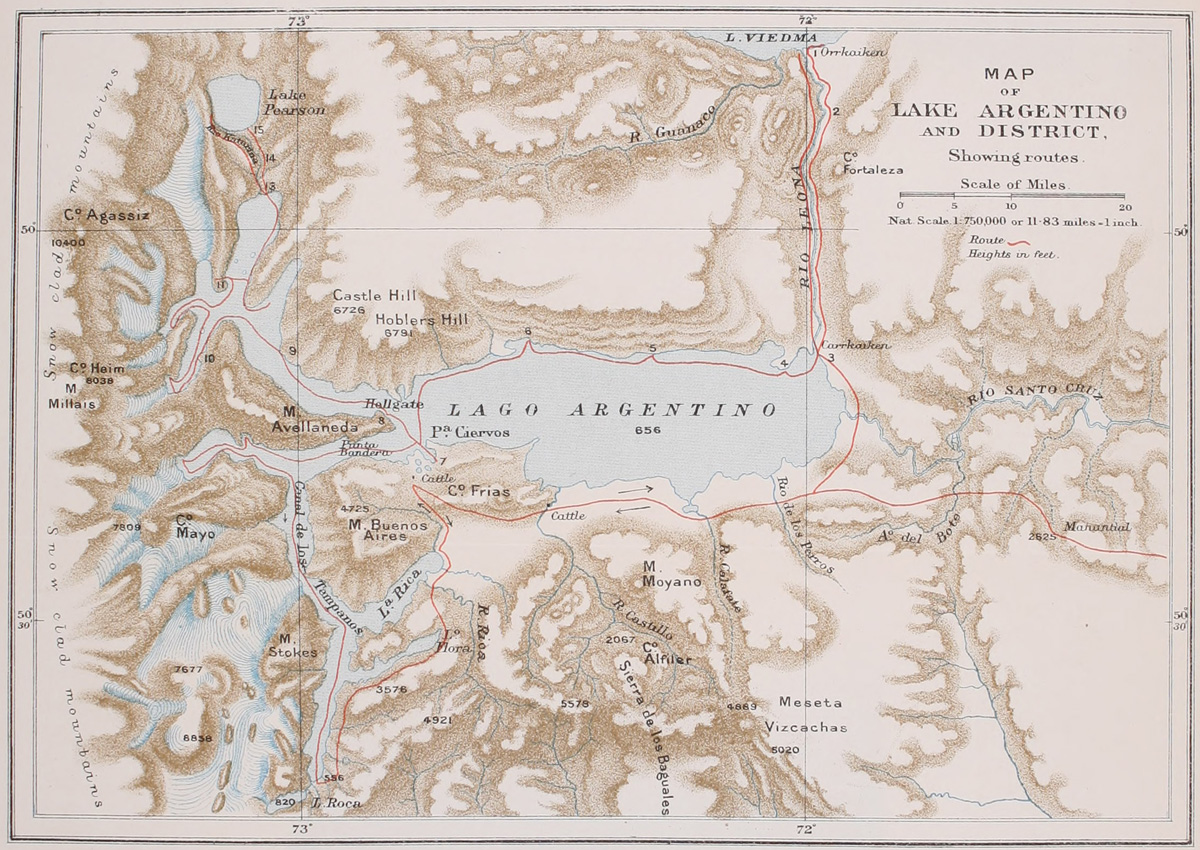 73°
72°
L. VIEDMA
1 Orrkaiken
MAP
OF
LAKE ARGENTINO
AND DISTRICT,
Showing routes.
Scale of Miles.
0 5 10 20
Nat. Scale 1:750,000 or 11·83 miles = 1 inch.
Route
Heights in feet.
Lake
Pearson
15
14
13
2
R. Guanaco
Cº
Fortaleza
RIO LEONA
Snow clad mountains
Cº Agassiz
10400
50°
50°
11
Castle Hill
6726
Hoblers Hill
6791
6
5
4
3
Carrkaiken
9
10
Cº Heim
8038
M
Millais
M.
Avellaneda
Hellgate
8
LAGO ARGENTINO
656
Pª Ciervos
RIO SANTO CRUZ
Punta
Bandera
7
Cattle
Cº Frias
4725
M. Buenos
Aires
Cattle
Canal de los Tempanos
7809
Cº
Mayo
Rio de los Perros
Aº del Bote
Mahantial
2625
Snow clad mountains
Lª Rica
R. Rica
M.
Moyano
R. Calafate
R. Castillo
2067
Cº
Alfiler
50°
30'
50°
30'
M.
Stokes
Lº
Flora
7677
3576
4921
5578
Sierra de los Baguales
4869
Meseta
Vizcachas
5020
6858
556
820
L. Roca
73°
72°